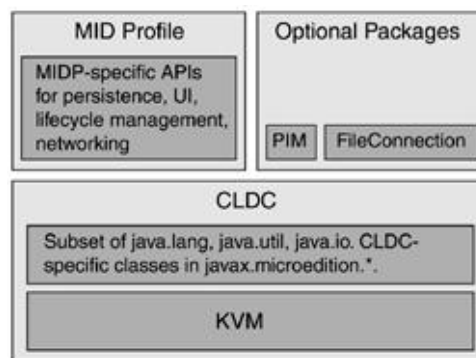 MID Profile
MIDP-specific APIs
for persistence, UI,
lifecycle management,
networking
Optional Packages
PIM
FileConnection
CLDC
Subset of java.lang, java.util, java.io. CLDC-
specific classes in javax.microedition.*.
KVM